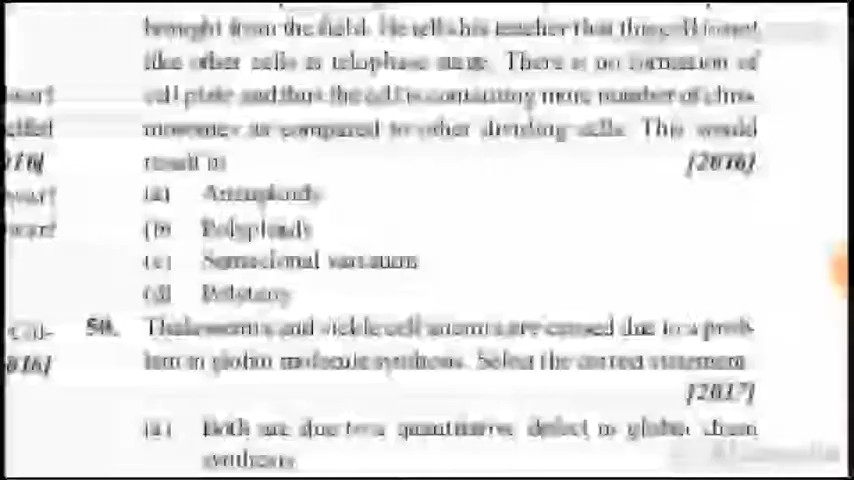 brought from the field. He tells his teacher that this cell is not
like other cells at telophase stage. There is no formation of
cell plate and thus the cell is containing more number of chro-
mosomes as compared to other dividing cells. This would
result in [2016]
(a) Aneuploidy
(b) Polyploidy
(c) Somaclonal variation
(d) Polyteny
50. Thalassemia and sickle cell anemia are caused due to a prob-
lem in globin molecule synthesis. Select the correct statement.
[2017]
(a) Both are due to a quantitative defect in globin chain
synthesis